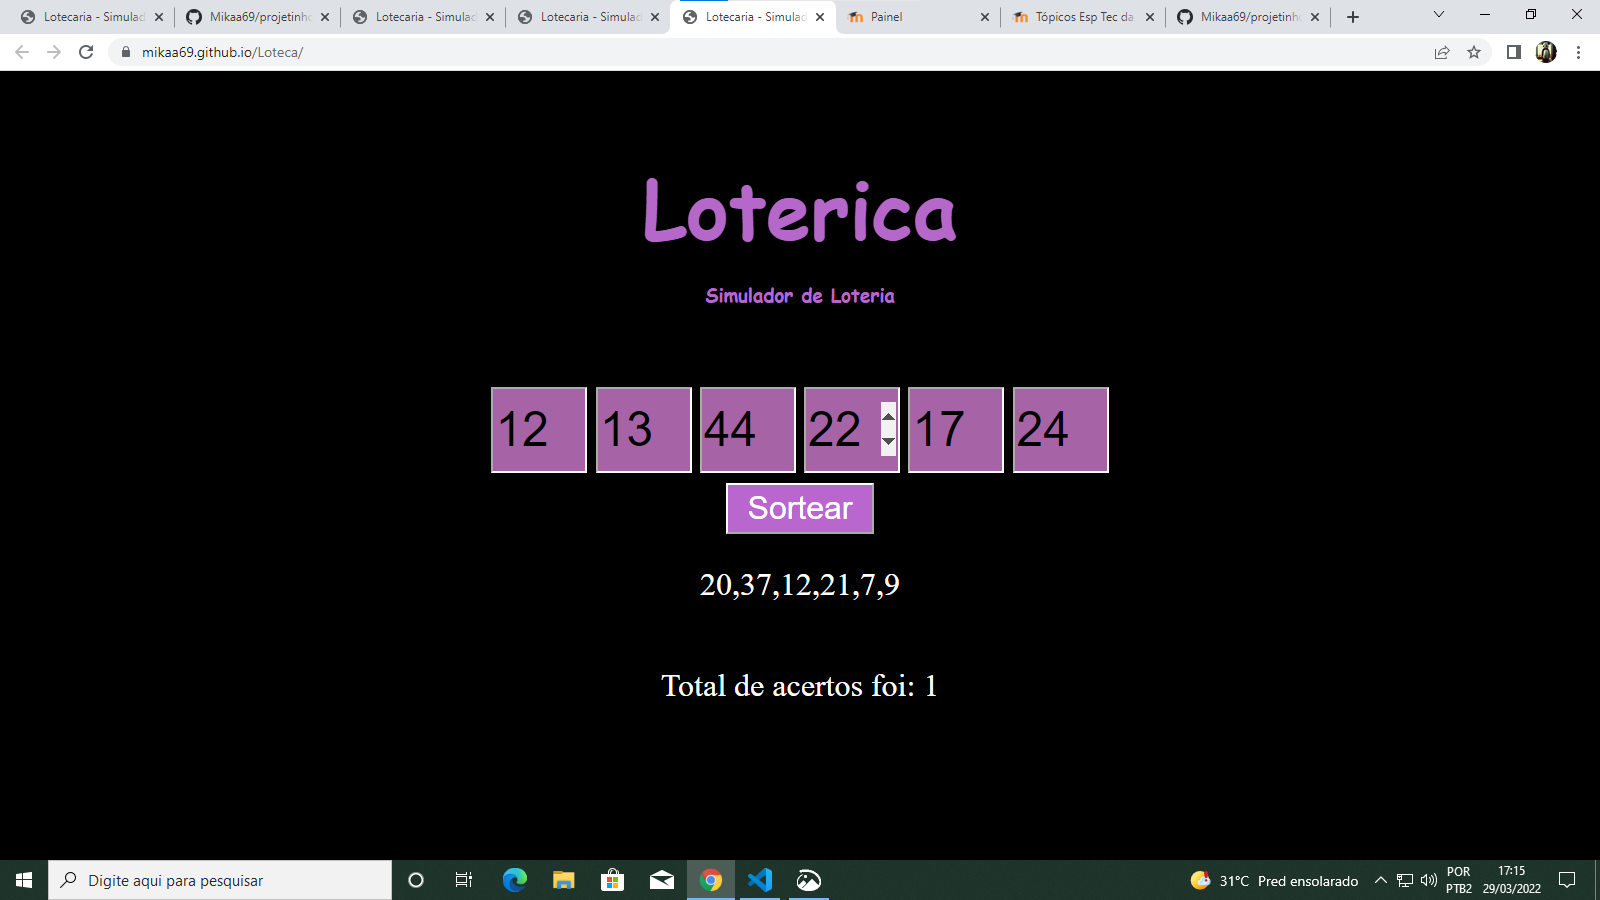 Lotecaria - Simulad
Mikaa69/projetinho
Lotecaria - Simulad
Lotecaria - Simulad
Lotecaria - Simulad
Painel
Tópicos Esp Tec da
Mikaa69/projetinho
mikaa69.github.io/Loteca/
Loterica
Simulador de Loteria
12 13 44 22 17 24
Sortear
20,37,12,21,7,9
Total de acertos foi: 1
Digite aqui para pesquisar
31°C Pred ensolarado
POR
PTB2
17:15
29/03/2022